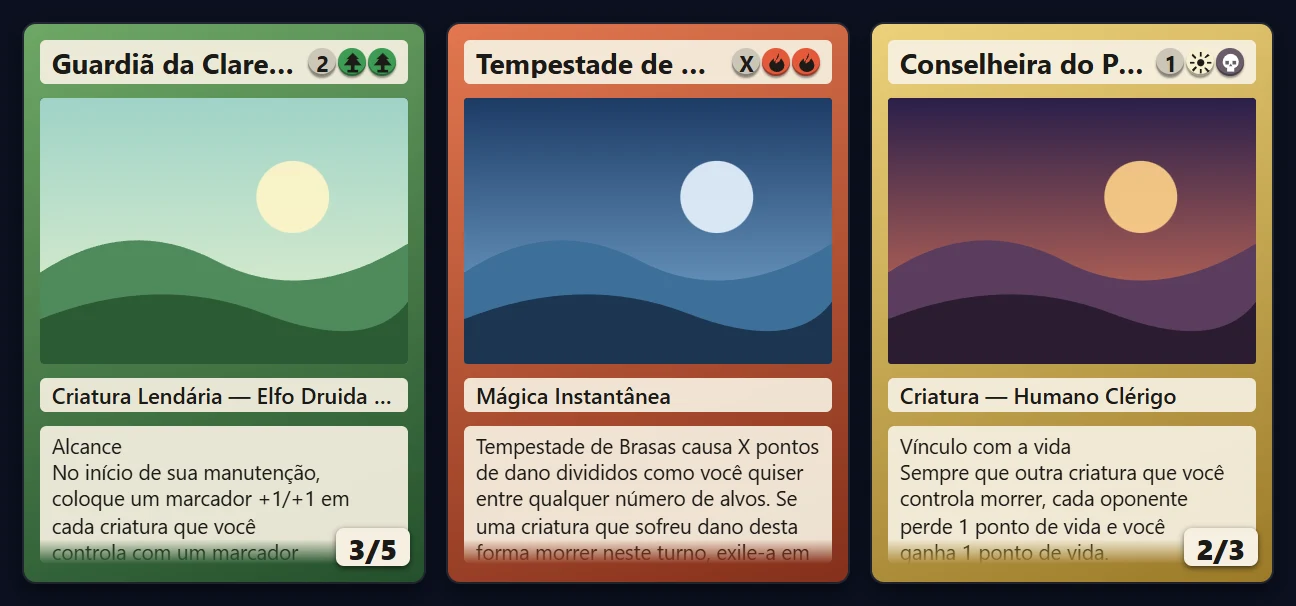 Guardiã da Clare... 2
Alcance
No início de sua manutenção,
coloque um marcador +1/+1 em
cada criatura que você
controla com um marcador
Criatura Lendária — Elfo Druida ...
3/5
Tempestade de ... X
Mágica Instantânea
Tempestade de Brasas causa X pontos
de dano divididos como você quiser
entre qualquer número de alvos. Se
uma criatura que sofreu dano desta
forma morrer neste turno, exile-a em
Conselheira do P... 1
Criatura — Humano Clérigo
Vínculo com a vida
Sempre que outra criatura que você
controla morrer, cada oponente
perde 1 ponto de vida e você
ganha 1 ponto de vida.
2/3